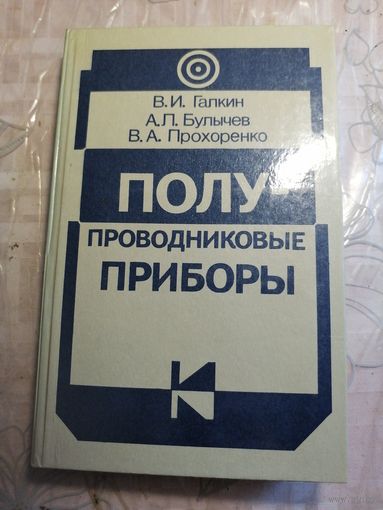 В.И. Галкин
А.П. Булычев
В.А. Прохоренко
ПОЛУ-
ПРОВОДНИКОВЫЕ
ПРИБОРЫ